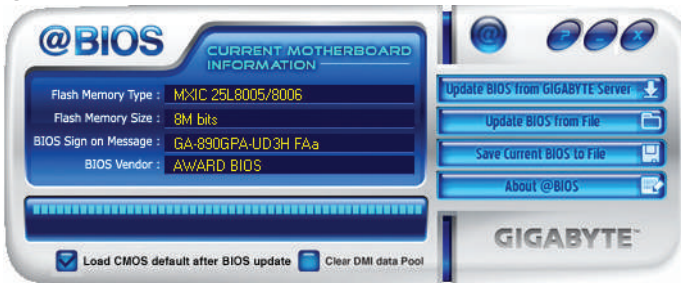 @BIOS
CURRENT MOTHERBOARD
INFORMATION
Flash Memory Type : MXIC 25L8005/8006
Flash Memory Size : 8M bits
BIOS Sign on Message : GA-890GPA-UD3H FAa
BIOS Vendor : AWARD BIOS
Load CMOS default after BIOS update
Clear DMI data Pool
@
? - X
Update BIOS from GIGABYTE Server
Update BIOS from File
Save Current BIOS to File
About @BIOS
GIGABYTE™